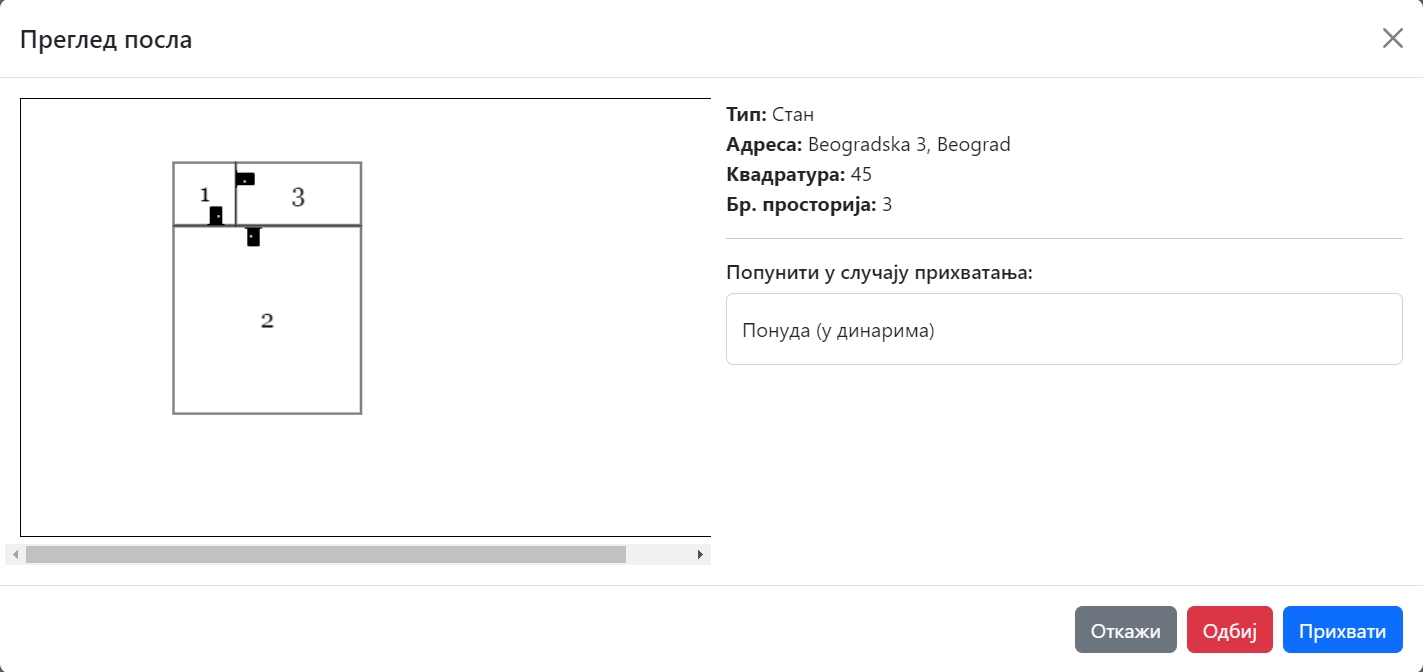 Преглед посла
1
3
2
Тип: Стан
Адреса: Beogradska 3, Beograd
Квадратура: 45
Бр. просторија: 3
Попунити у случају прихватања:
Понуда (у динарима)
Откажи
Одбиј
Прихвати